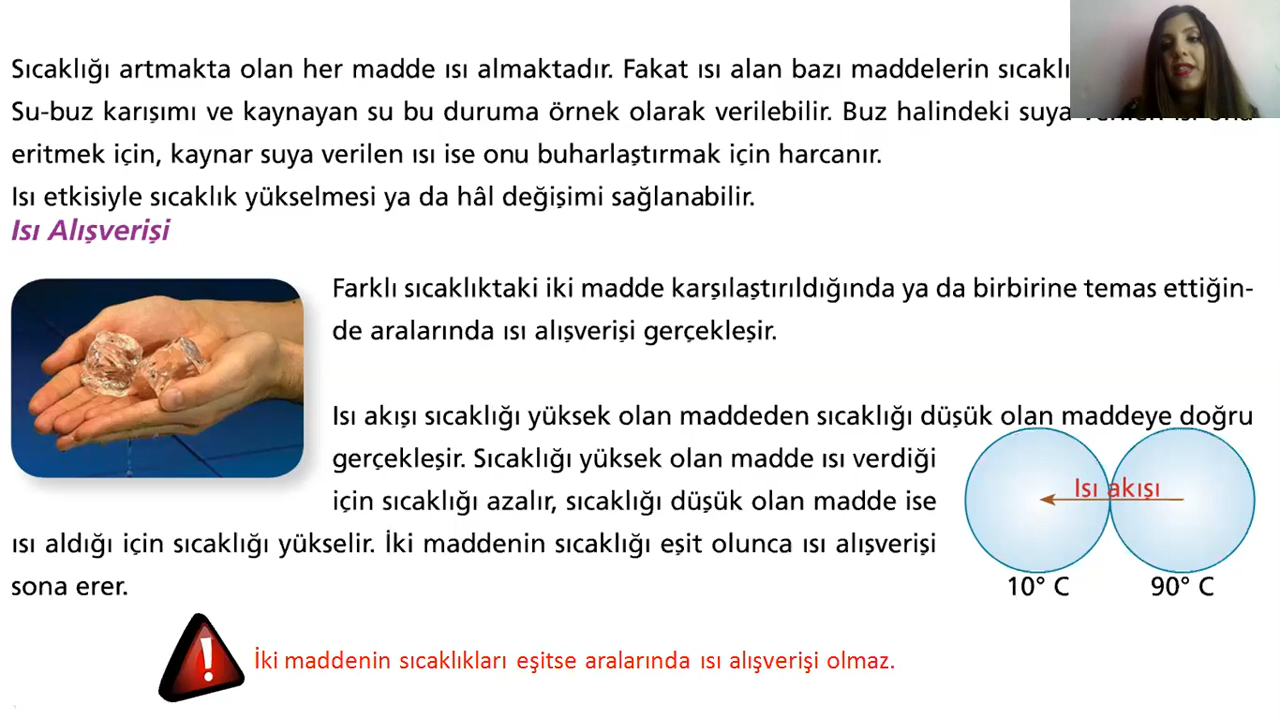 Sıcaklığı artmakta olan her madde ısı almaktadır. Fakat ısı alan bazı maddelerin
Su-buz karışımı ve kaynayan su bu duruma örnek olarak verilebilir. Buz halindeki suya
eritmek için, kaynar suya verilen ısı ise onu buharlaştırmak için harcanır.
Isı etkisiyle sıcaklık yükselmesi ya da hâl değişimi sağlanabilir.
Isı Alışverişi
Farklı sıcaklıktaki iki madde karşılaştırıldığında ya da birbirine temas ettiğin-
de aralarında ısı alışverişi gerçekleşir.
Isı akışı sıcaklığı yüksek olan maddeden sıcaklığı düşük olan maddeye doğru
gerçekleşir. Sıcaklığı yüksek olan madde ısı verdiği
için sıcaklığı azalır, sıcaklığı düşük olan madde ise
ısı aldığı için sıcaklığı yükselir. İki maddenin sıcaklığı eşit olunca ısı alışverişi
sona erer.
Isı akışı
10° C
90° C
İki maddenin sıcaklıkları eşitse aralarında ısı alışverişi olmaz.